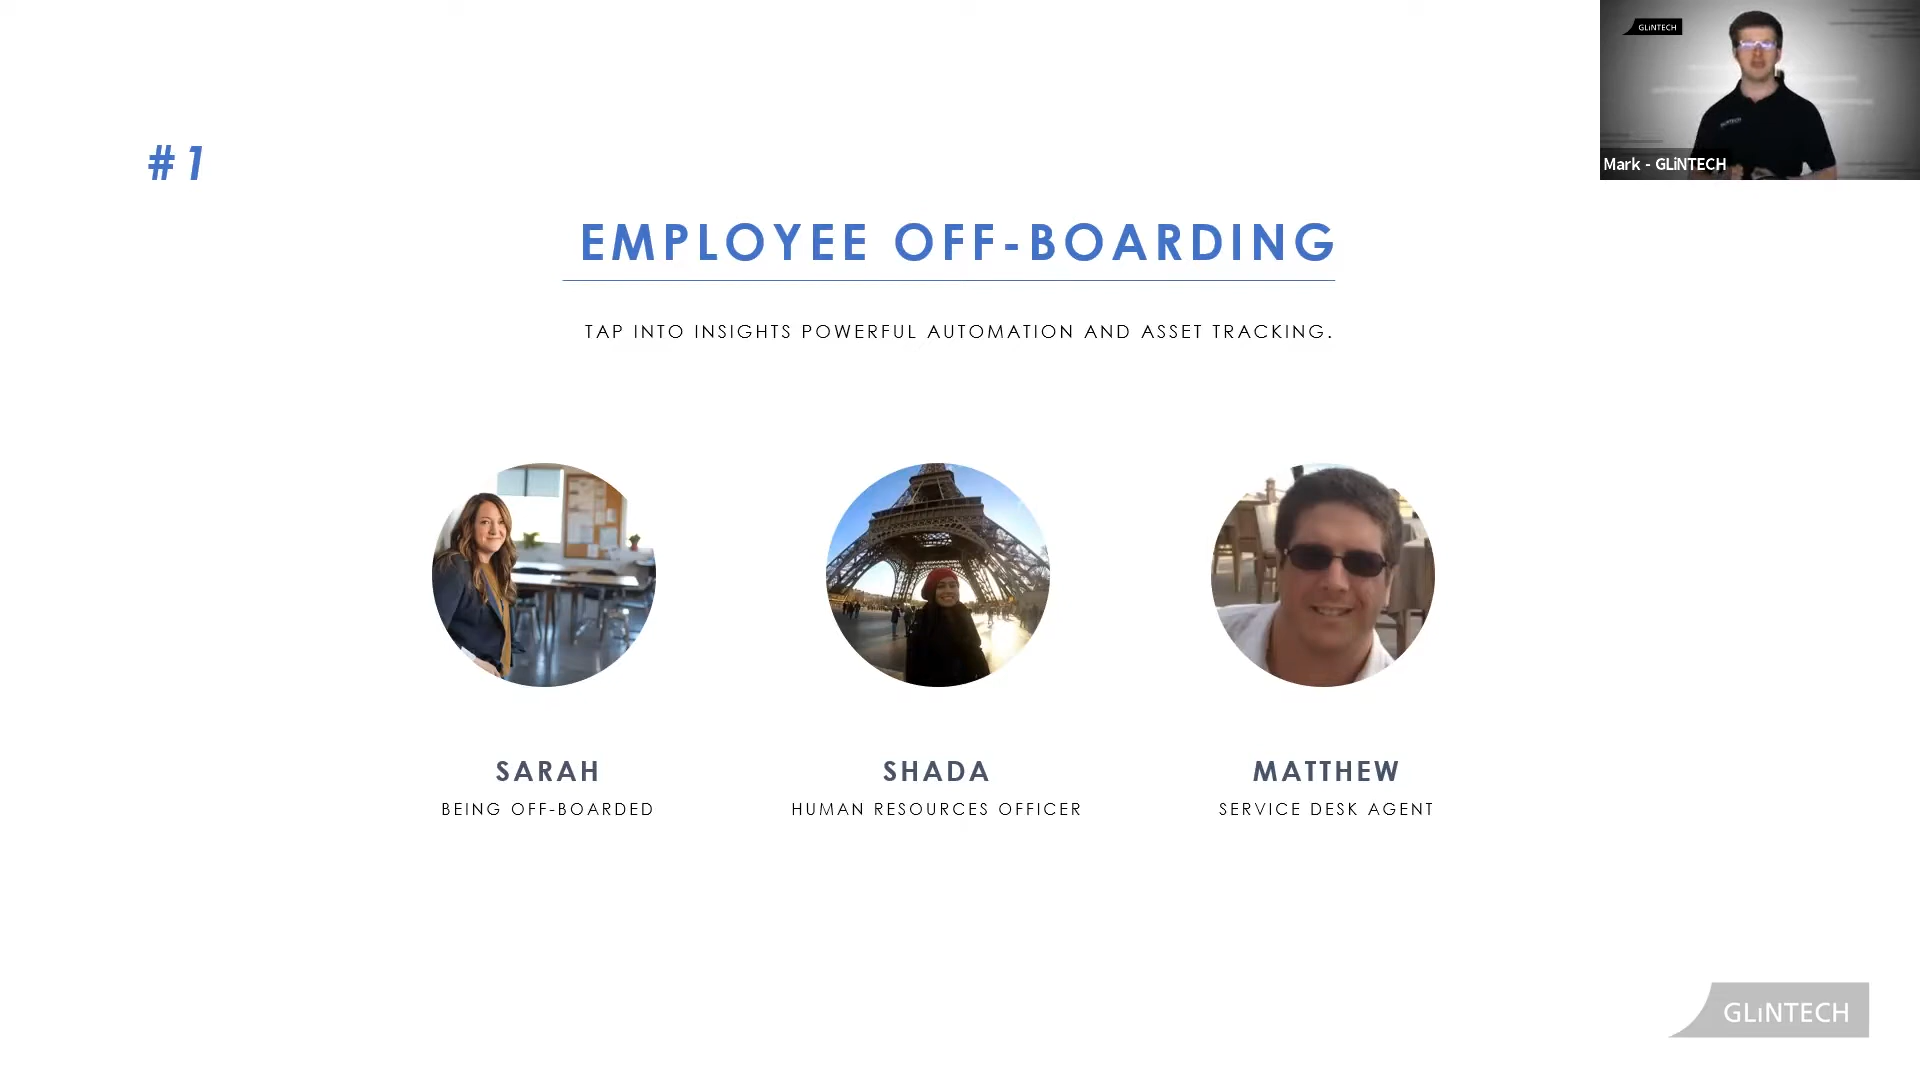 GLiNTECH
Mark - GLiNTECH
# 1
EMPLOYEE OFF-BOARDING
TAP INTO INSIGHTS POWERFUL AUTOMATION AND ASSET TRACKING.
SARAH
SHADA
MATTHEW
BEING OFF-BOARDED
HUMAN RESOURCES OFFICER
SERVICE DESK AGENT
GLiNTECH